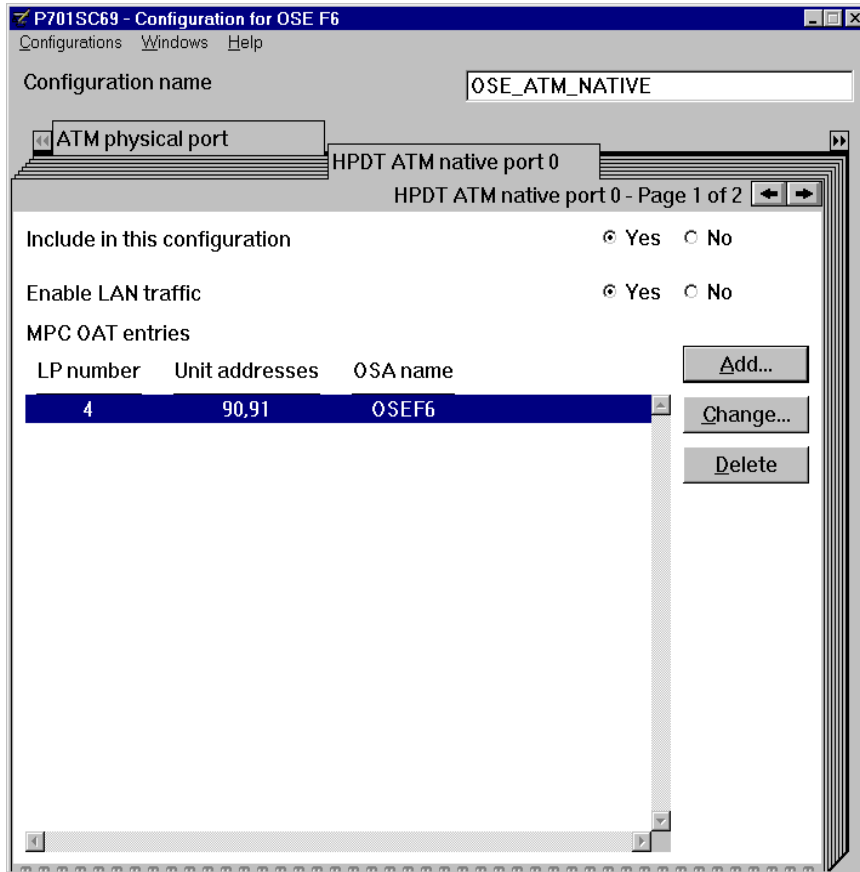 P701SC69 - Configuration for OSE F6
Configurations Windows Help
Configuration name OSE_ATM_NATIVE
ATM physical port
HPDT ATM native port 0
HPDT ATM native port 0 - Page 1 of 2
Include in this configuration Yes No
Enable LAN traffic Yes No
MPC OAT entries
LP number Unit addresses OSA name
Add...
4 90,91 OSEF6
Change...
Delete